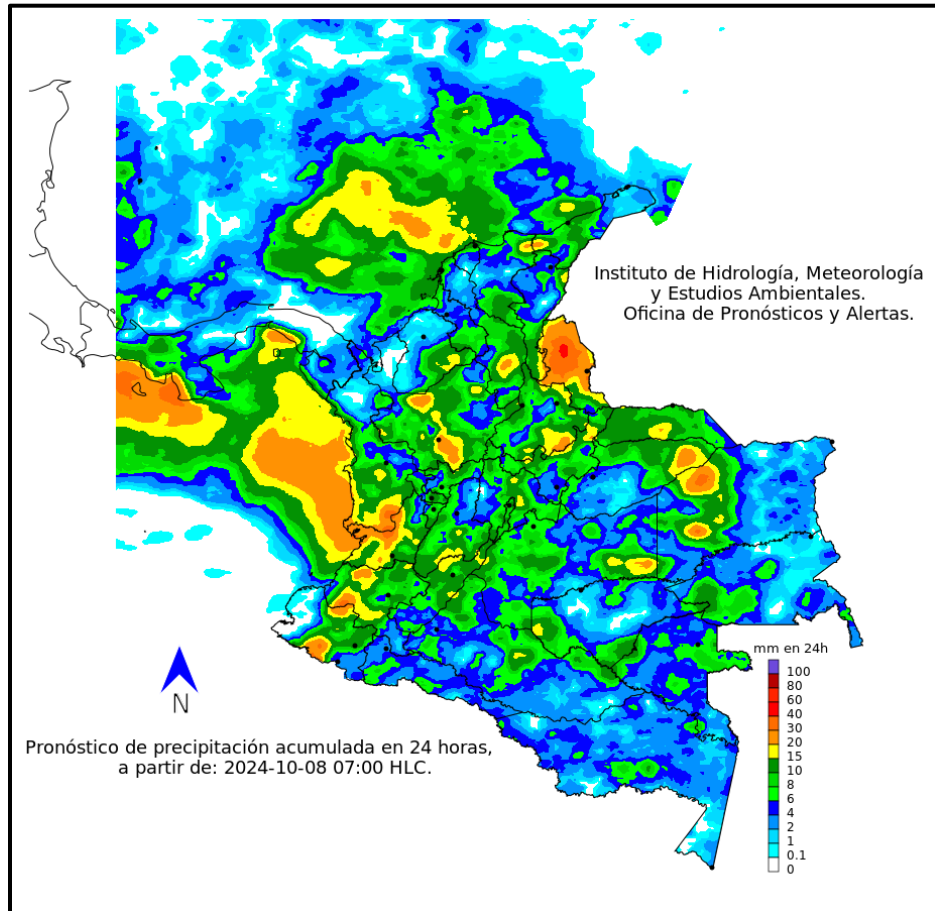 Instituto de Hidrología, Meteorología
y Estudios Ambientales.
Oficina de Pronósticos y Alertas.
mm en 24h
100
80
60
40
30
20
15
10
8
6
4
2
1
0.1
0
N
Pronóstico de precipitación acumulada en 24 horas,
a partir de: 2024-10-08 07:00 HLC.